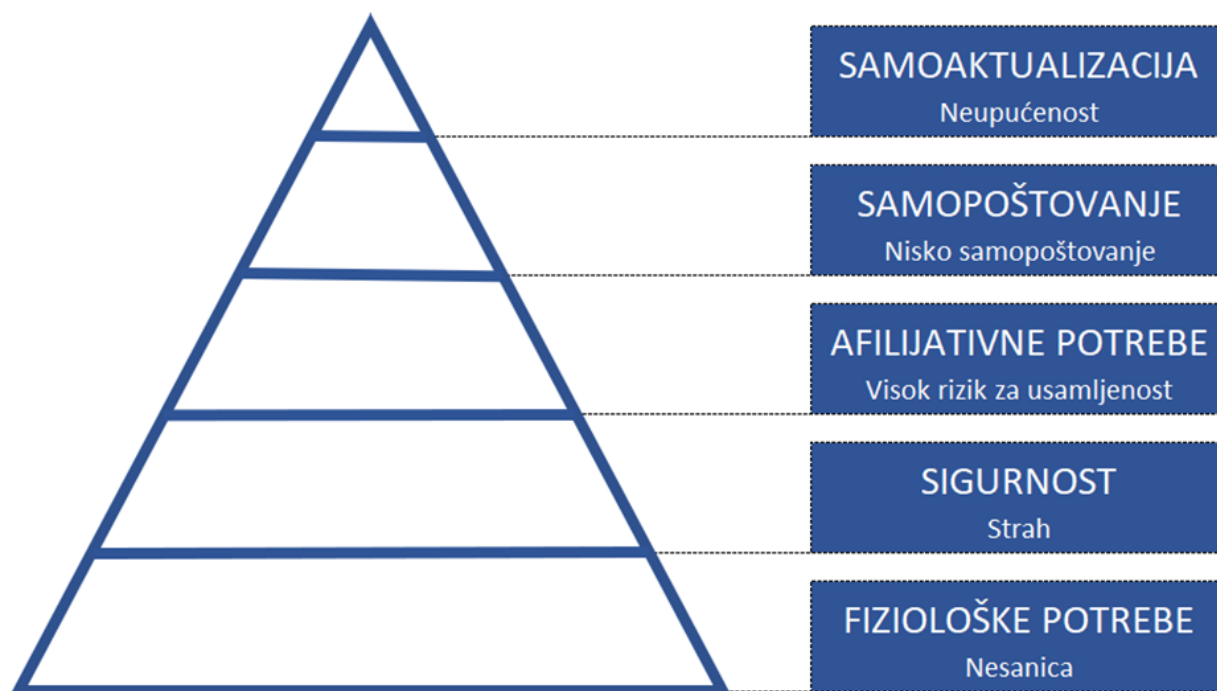 SAMOAKTUALIZACIJA
Neupućenost
SAMOPOŠTOVANJE
Nisko samopoštovanje
AFILIJATIVNE POTREBE
Visok rizik za usamljenost
SIGURNOST
Strah
FIZIOLOŠKE POTREBE
Nesanica